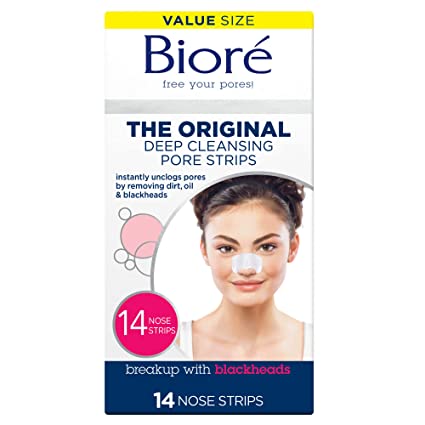 VALUE SIZE
Bioré
free your pores!
THE ORIGINAL
DEEP CLEANSING
PORE STRIPS
instantly unclogs pores
by removing dirt, oil
& blackheads
14 NOSE
STRIPS
breakup with blackheads
14 NOSE STRIPS